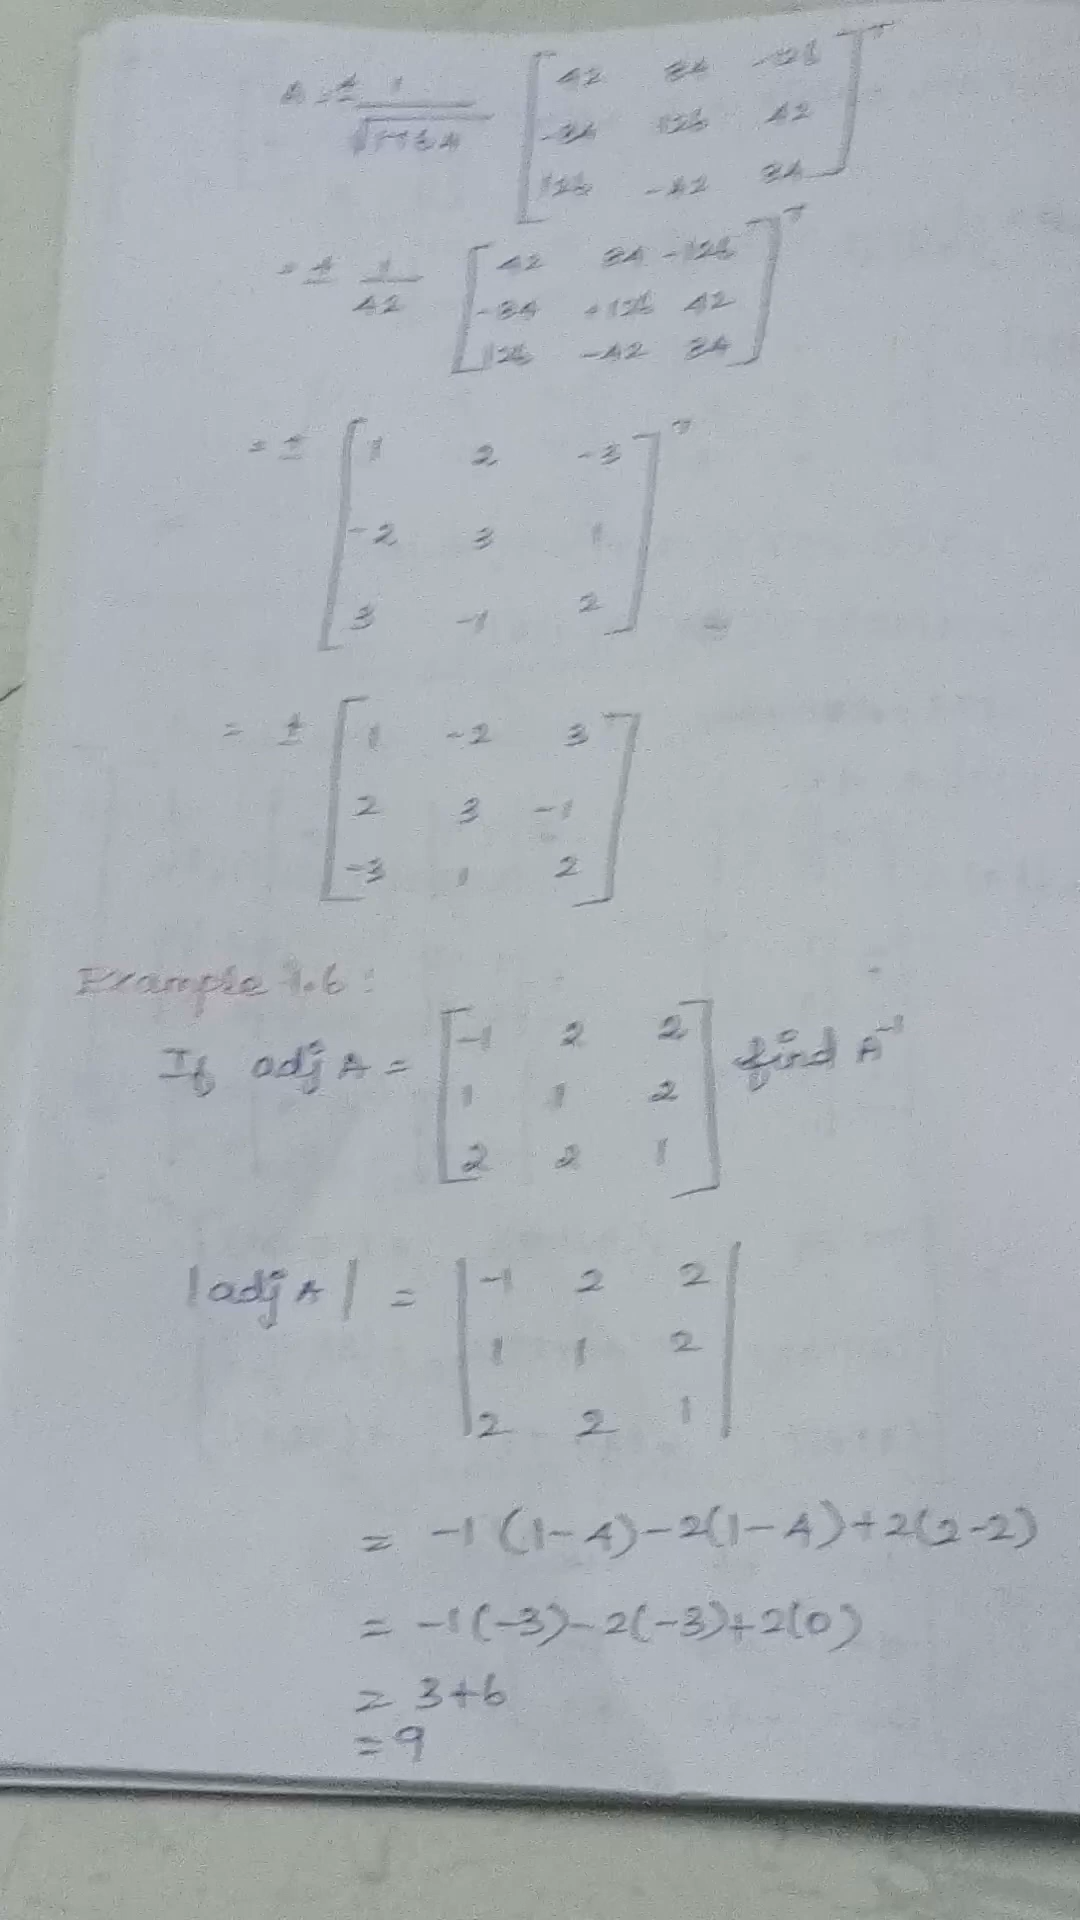 A = ± 1/√1764 [42 84 -126; -84 126 42; 126 -42 84]ᵀ
= ± 1/42 [42 84 -126; -84 126 42; 126 -42 84]ᵀ
= ± [1 2 -3; -2 3 1; 3 -1 2]ᵀ
= ± [1 -2 3; 2 3 -1; -3 1 2]
Example 1.6:
If adj A = [-1 2 2; 1 1 2; 2 2 1] find A⁻¹
|adj A| = |-1 2 2; 1 1 2; 2 2 1|
= -1(1-4)-2(1-4)+2(2-2)
= -1(-3)-2(-3)+2(0)
= 3+6
= 9